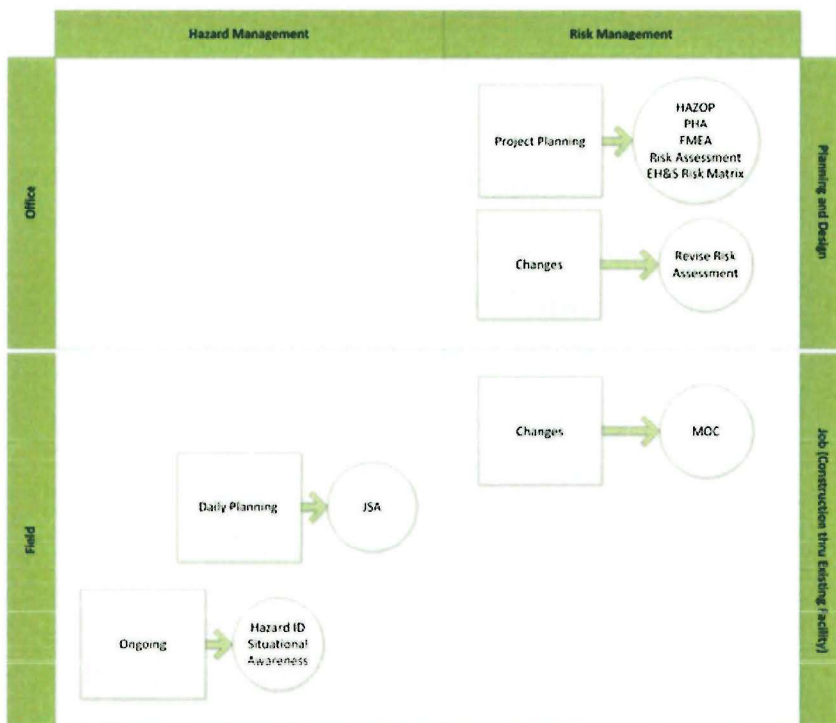 Hazard Management
Risk Management
Office
Planning and Design
Project Planning
HAZOP
PHA
FMEA
Risk Assessment
EH&S Risk Matrix
Changes
Revise Risk
Assessment
Field
Job (Construction thru Existing Facility)
Changes
MOC
Daily Planning
JSA
Ongoing
Hazard ID
Situational
Awareness